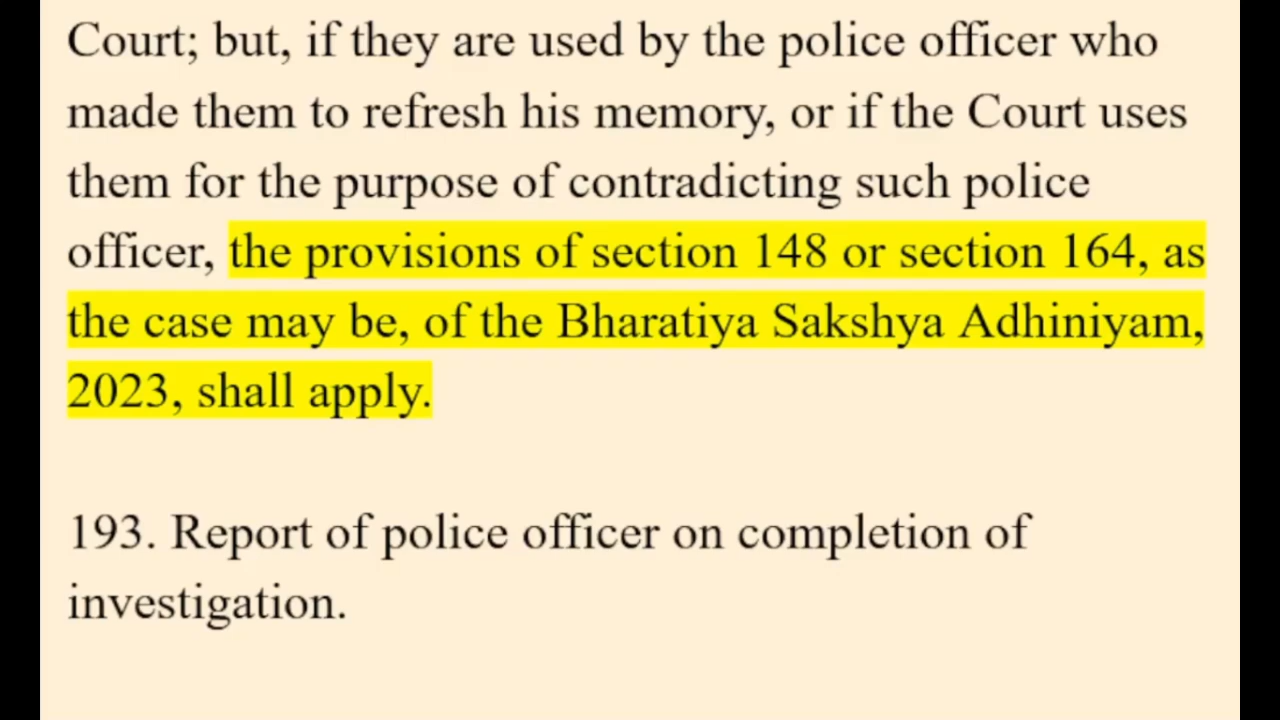 Court; but, if they are used by the police officer who
made them to refresh his memory, or if the Court uses
them for the purpose of contradicting such police
officer, the provisions of section 148 or section 164, as
the case may be, of the Bharatiya Sakshya Adhiniyam,
2023, shall apply.
193. Report of police officer on completion of
investigation.